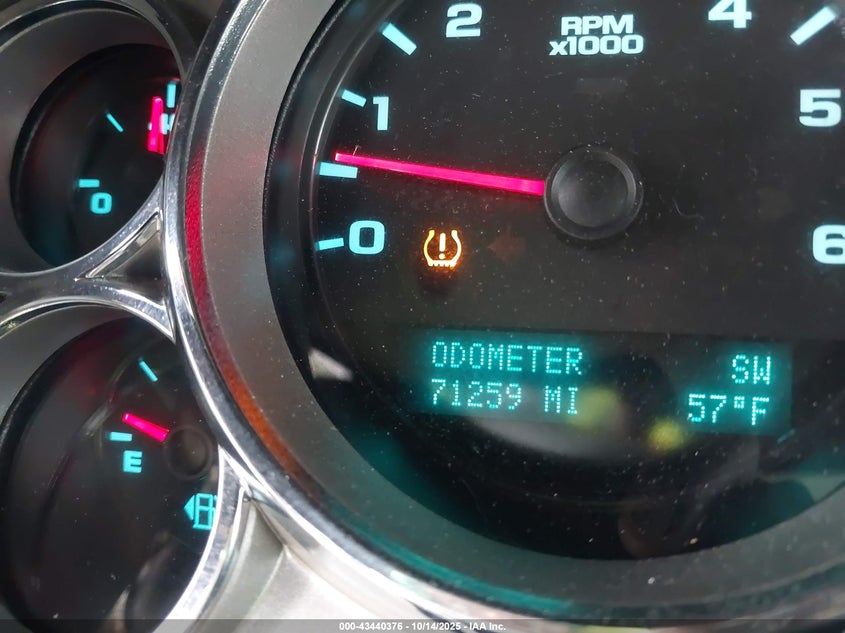 2
RPM
x1000
4
1
5
0
0
6
ODOMETER SW
71259 MI 57°F
E
000-43440376 - 10/14/2025 - IAA Inc.